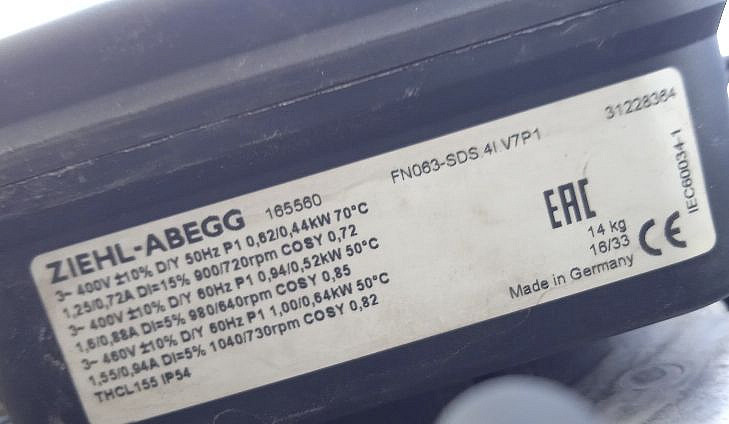 ZIEHL-ABEGG 165560 FN063-SDS.4I.V7P1 31228364
3~ 400V ±10% D/Y 50Hz P1 0,62/0,44kW 70°C
1,25/0,72A DI=15% 900/720rpm COSY 0,72
3~ 400V ±10% D/Y 60Hz P1 0,94/0,52kW 50°C
1,6/0,88A DI=5% 980/640rpm COSY 0,85
3~ 460V ±10% D/Y 60Hz P1 1,00/0,64kW 50°C
1,55/0,94A DI=5% 1040/730rpm COSY 0,82
THCL155 IP54
EAC
14 kg
16/33
Made in Germany
CE
IEC60034-1